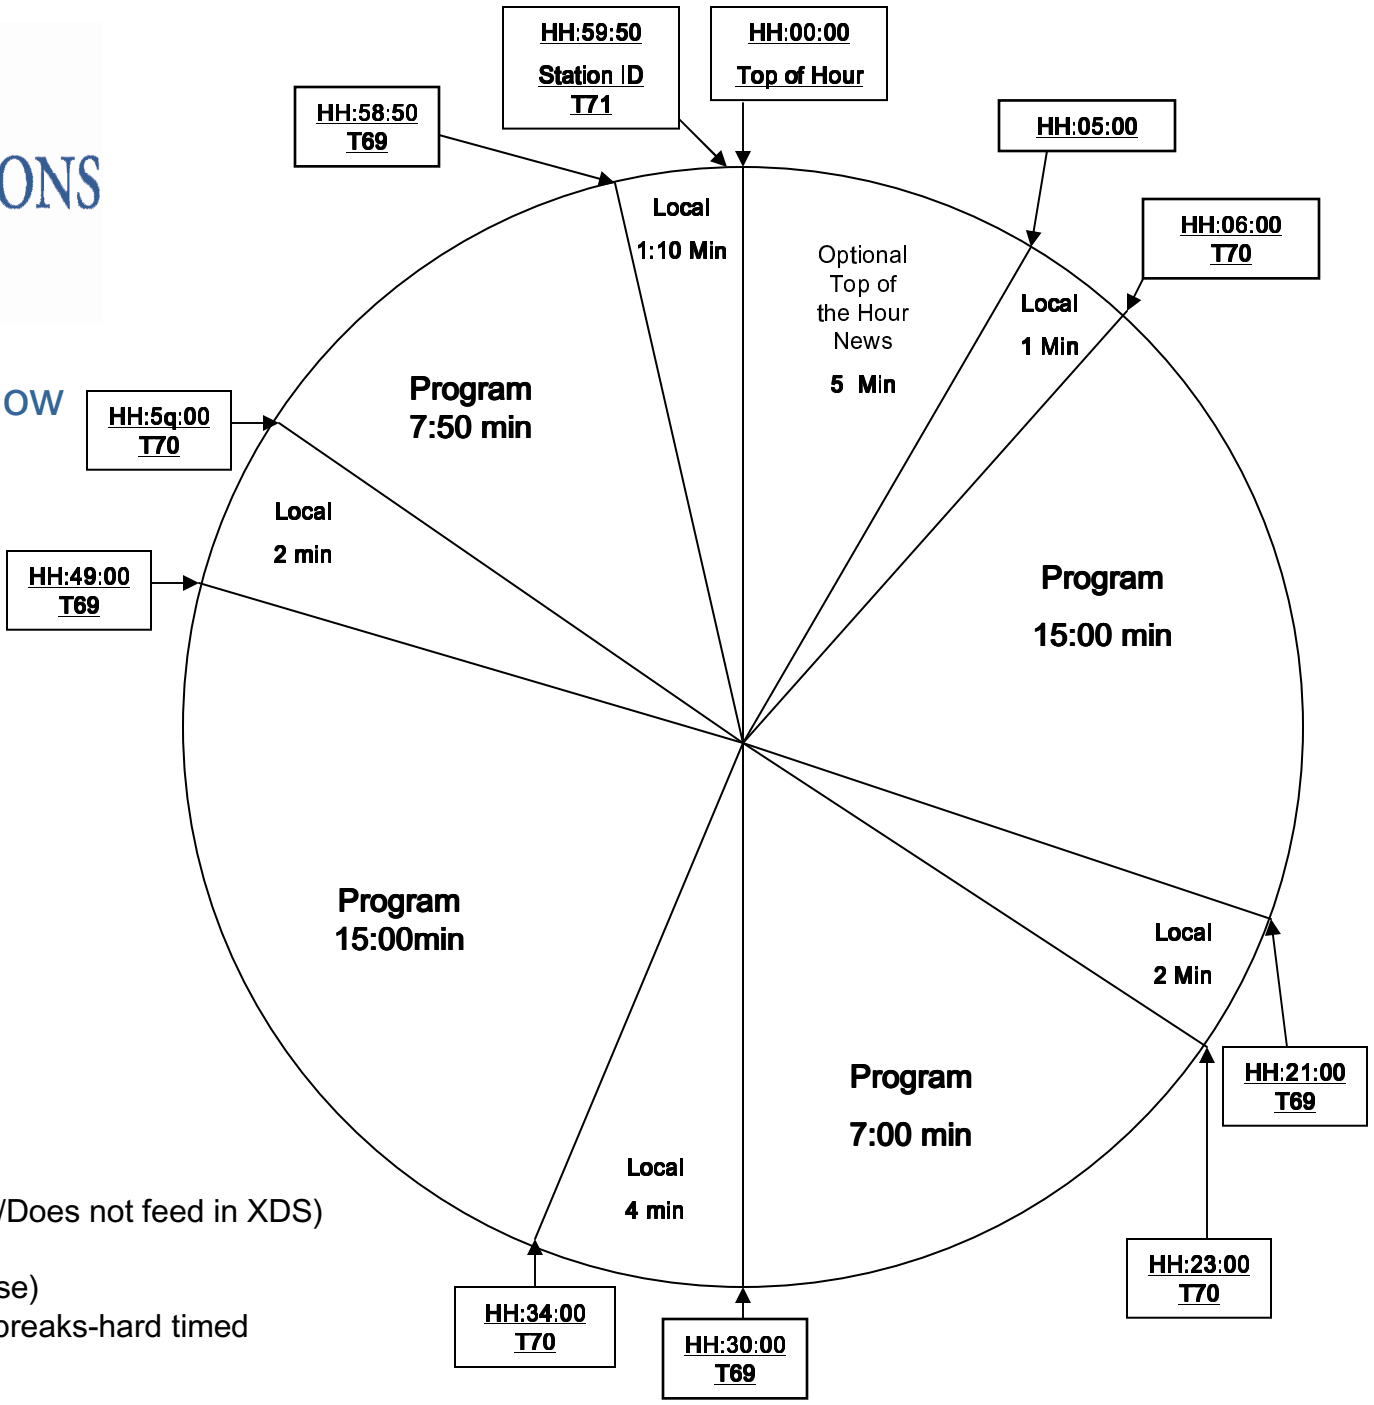 HH:59:50
Station ID
T71
HH:00:00
Top of Hour
HH:58:50
T69
HH:05:00
ONS
Local
1:10 Min
HH:06:00
T70
Optional
Top of
the Hour
News
5 Min
Local
1 Min
ow
HH:5q:00
T70
Program
7:50 min
Local
2 min
HH:49:00
T69
Program
15:00 min
Program
15:00min
Local
2 Min
HH:21:00
T69
Program
7:00 min
Local
4 min
/Does not feed in XDS)
se)
breaks-hard timed
HH:34:00
T70
HH:30:00
T69
HH:23:00
T70